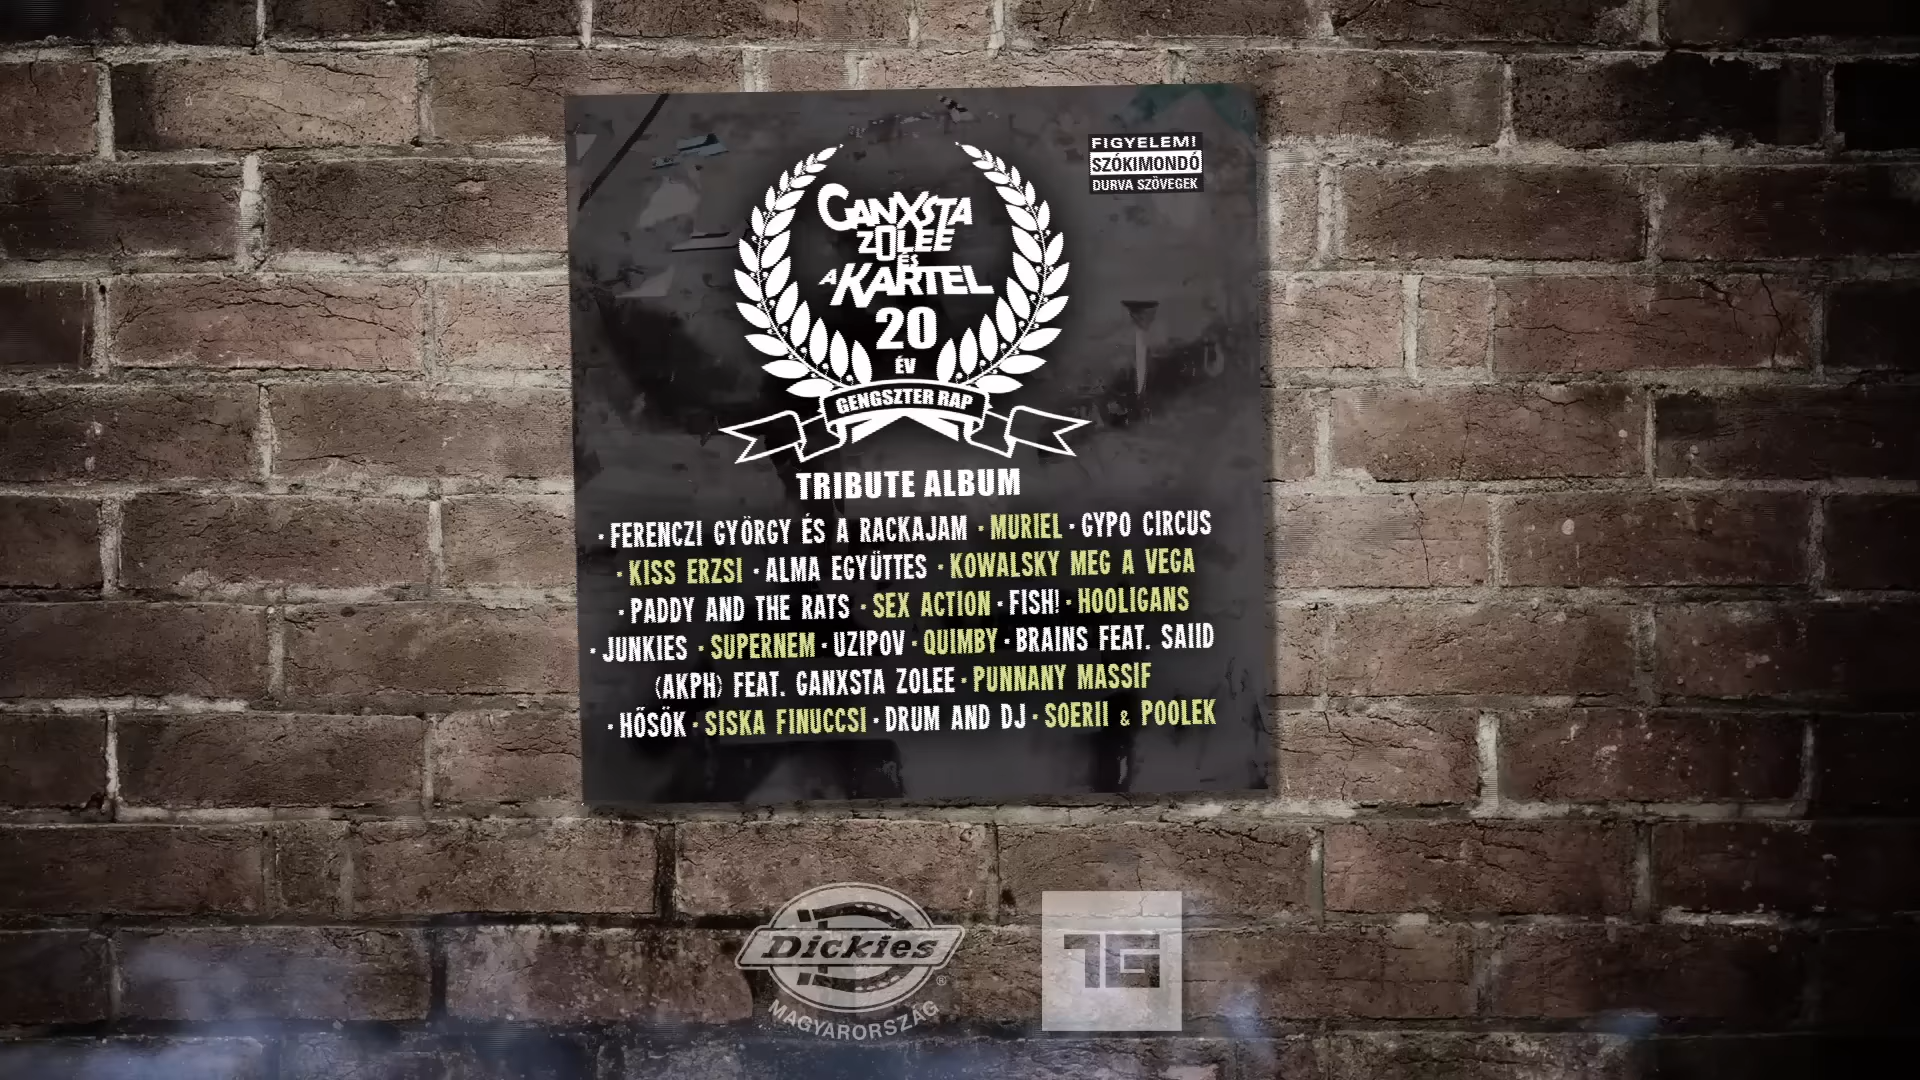 FIGYELEM!
SZÓKIMONDÓ
DURVA SZÖVEGEK
GANXSTA
ZOLEE
ÉS
A KARTEL
20
ÉV
GENGSZTER RAP
TRIBUTE ALBUM
· FERENCZI GYÖRGY ÉS A RACKAJAM · MURIEL · GYPO CIRCUS
· KISS ERZSI · ALMA EGYÜTTES · KOWALSKY MEG A VEGA
· PADDY AND THE RATS · SEX ACTION · FISH! · HOOLIGANS
· JUNKIES · SUPERNEM · UZIPOV · QUIMBY · BRAINS FEAT. SAIID
(AKPH) FEAT. GANXSTA ZOLEE · PUNNANY MASSIF
· HŐSÖK · SISKA FINUCCSI · DRUM AND DJ · SOERII & POOLEK
Dickies ®
MAGYARORSZÁG
TG